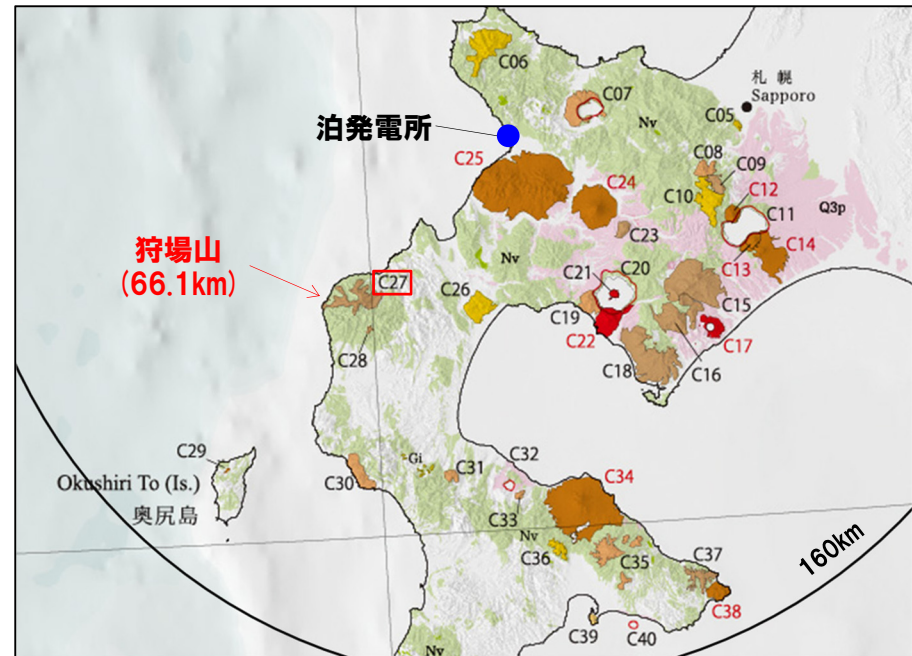 C06
札幌
Sapporo
C07
C05
泊発電所
Nv
C08
C25
C09
C24
C10
C12
C11
Q3p
C23
C14
狩場山
(66.1km)
Nv
C13
C21
C20
C27
C26
C15
C19
C22
C17
C28
C18
C16
C29
C32
Gi
C31
C34
Okushiri To (Is.)
C30
奥尻島
C33
Nv
C36
C35
C37
160km
C38
C39
C40
Nv